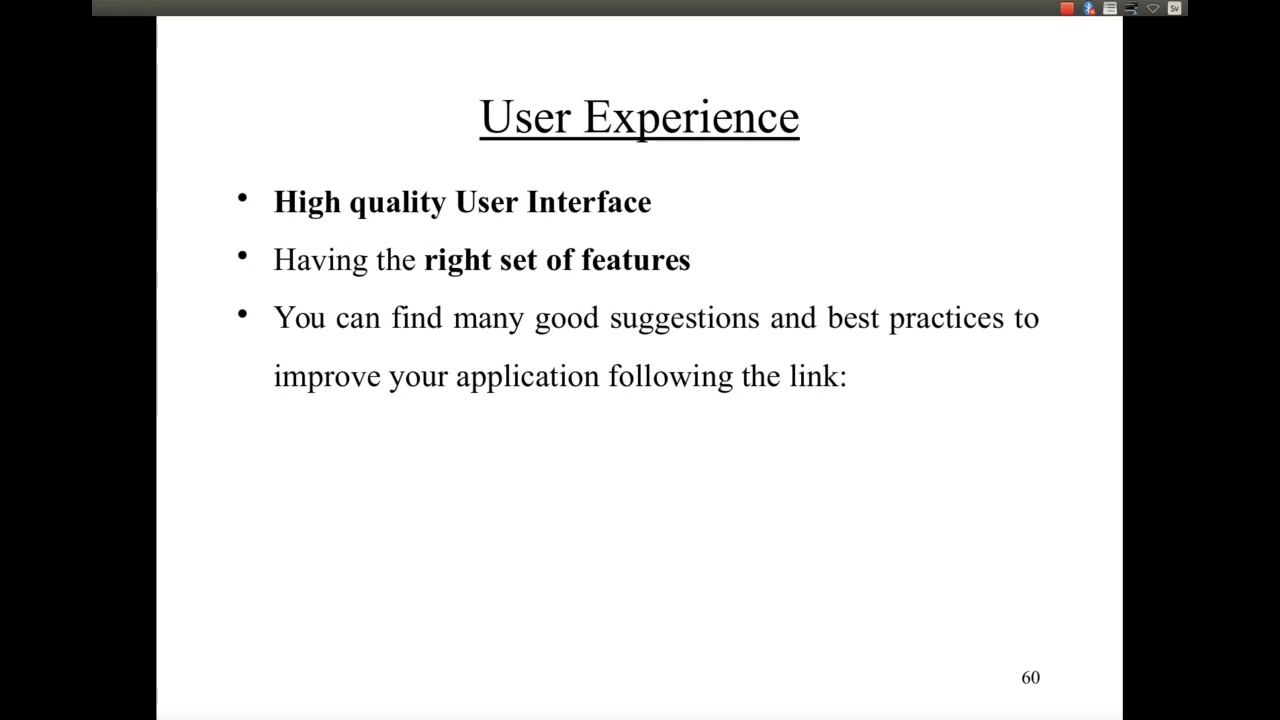 Sv
User Experience
• High quality User Interface
• Having the right set of features
• You can find many good suggestions and best practices to
improve your application following the link:
60